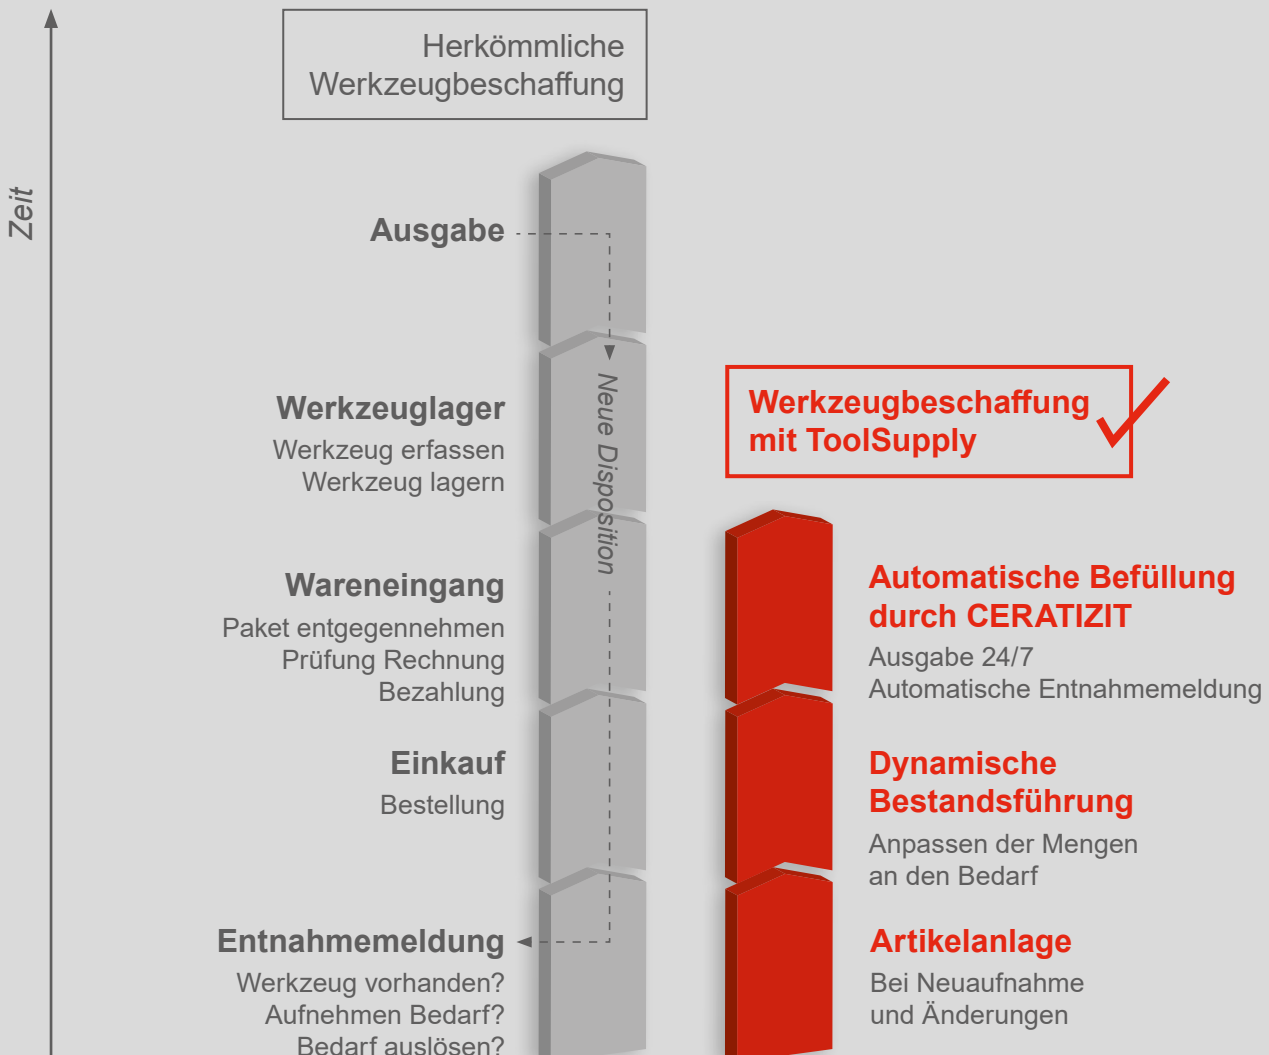 Zeit
Herkömmliche
Werkzeugbeschaffung
Ausgabe
Neue Disposition
Werkzeuglager
Werkzeug erfassen
Werkzeug lagern
Wareneingang
Paket entgegennehmen
Prüfung Rechnung
Bezahlung
Einkauf
Bestellung
Entnahmemeldung
Werkzeug vorhanden?
Aufnehmen Bedarf?
Bedarf auslösen?
Werkzeugbeschaffung
mit ToolSupply
Automatische Befüllung
durch CERATIZIT
Ausgabe 24/7
Automatische Entnahmemeldung
Dynamische
Bestandsführung
Anpassen der Mengen
an den Bedarf
Artikelanlage
Bei Neuaufnahme
und Änderungen